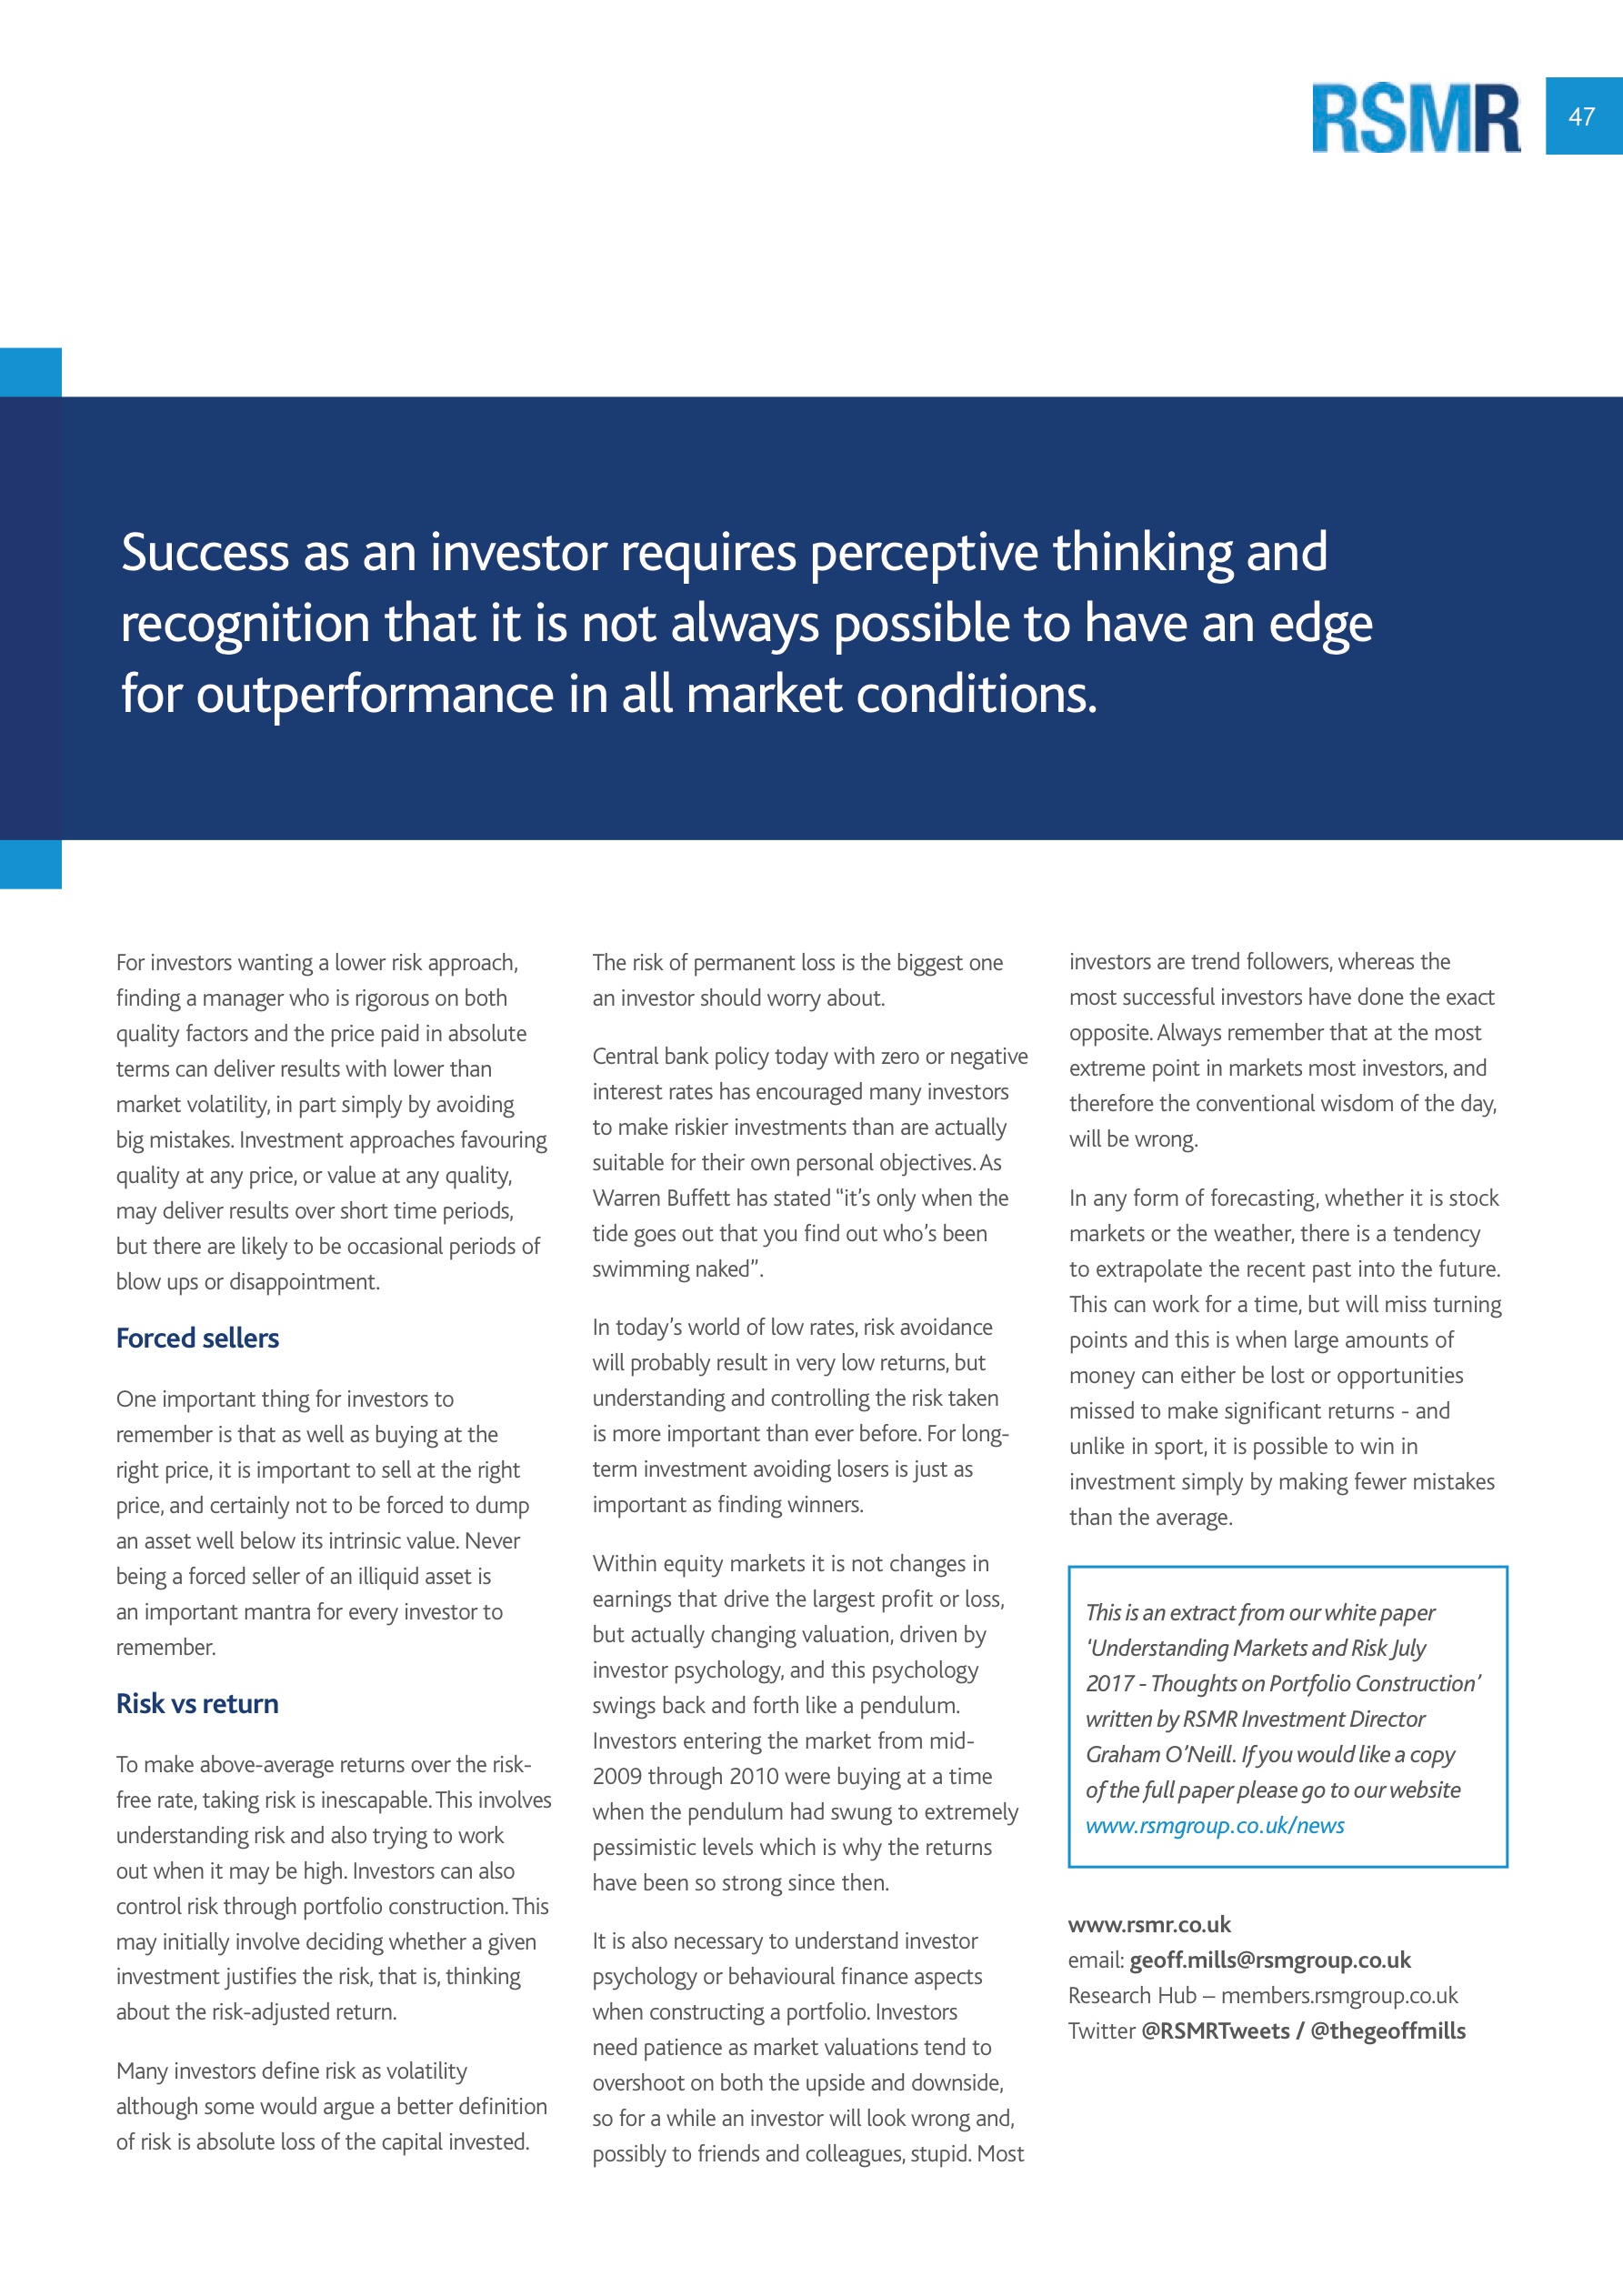 RSMR
47
Success as an investor requires perceptive thinking and
recognition that it is not always possible to have an edge
for outperformance in all market conditions.
For investors wanting a lower risk approach,
finding a manager who is rigorous on both
quality factors and the price paid in absolute
terms can deliver results with lower than
market volatility, in part simply by avoiding
big mistakes. Investment approaches favouring
quality at any price, or value at any quality,
may deliver results over short time periods,
but there are likely to be occasional periods of
blow ups or disappointment.
Forced sellers
One important thing for investors to
remember is that as well as buying at the
right price, it is important to sell at the right
price, and certainly not to be forced to dump
an asset well below its intrinsic value. Never
being a forced seller of an illiquid asset is
an important mantra for every investor to
remember.
Risk vs return
To make above-average returns over the risk-
free rate, taking risk is inescapable. This involves
understanding risk and also trying to work
out when it may be high. Investors can also
control risk through portfolio construction. This
may initially involve deciding whether a given
investment justifies the risk, that is, thinking
about the risk-adjusted return.
Many investors define risk as volatility
although some would argue a better definition
of risk is absolute loss of the capital invested.
The risk of permanent loss is the biggest one
an investor should worry about.
Central bank policy today with zero or negative
interest rates has encouraged many investors
to make riskier investments than are actually
suitable for their own personal objectives. As
Warren Buffett has stated “it’s only when the
tide goes out that you find out who’s been
swimming naked”.
In today’s world of low rates, risk avoidance
will probably result in very low returns, but
understanding and controlling the risk taken
is more important than ever before. For long-
term investment avoiding losers is just as
important as finding winners.
Within equity markets it is not changes in
earnings that drive the largest profit or loss,
but actually changing valuation, driven by
investor psychology, and this psychology
swings back and forth like a pendulum.
Investors entering the market from mid-
2009 through 2010 were buying at a time
when the pendulum had swung to extremely
pessimistic levels which is why the returns
have been so strong since then.
It is also necessary to understand investor
psychology or behavioural finance aspects
when constructing a portfolio. Investors
need patience as market valuations tend to
overshoot on both the upside and downside,
so for a while an investor will look wrong and,
possibly to friends and colleagues, stupid. Most
investors are trend followers, whereas the
most successful investors have done the exact
opposite. Always remember that at the most
extreme point in markets most investors, and
therefore the conventional wisdom of the day,
will be wrong.
In any form of forecasting, whether it is stock
markets or the weather, there is a tendency
to extrapolate the recent past into the future.
This can work for a time, but will miss turning
points and this is when large amounts of
money can either be lost or opportunities
missed to make significant returns - and
unlike in sport, it is possible to win in
investment simply by making fewer mistakes
than the average.
This is an extract from our white paper
‘Understanding Markets and Risk July
2017 - Thoughts on Portfolio Construction’
written by RSMR Investment Director
Graham O’Neill. If you would like a copy
of the full paper please go to our website
www.rsmgroup.co.uk/news
www.rsmr.co.uk
email: geoff.mills@rsmgroup.co.uk
Research Hub – members.rsmgroup.co.uk
Twitter @RSMRTweets / @thegeoffmills